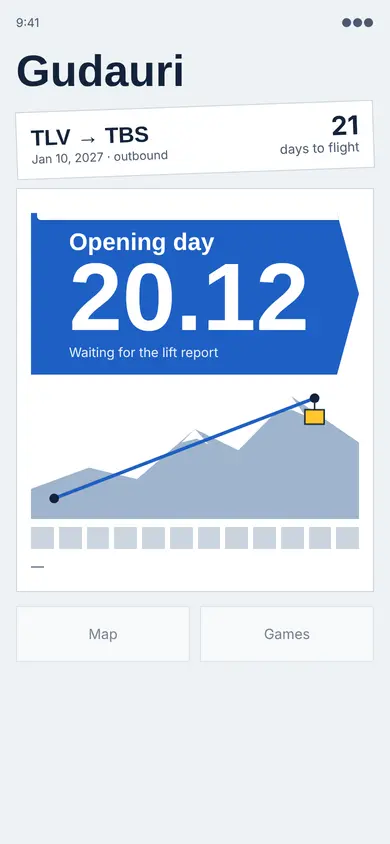 9:41
Gudauri
TLV → TBS
Jan 10, 2027 · outbound
21
days to flight
Opening day
20.12
Waiting for the lift report
—
Map
Games